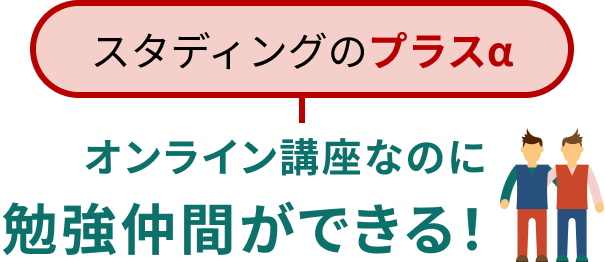 スタディングのプラスα
オンライン講座なのに
勉強仲間ができる！